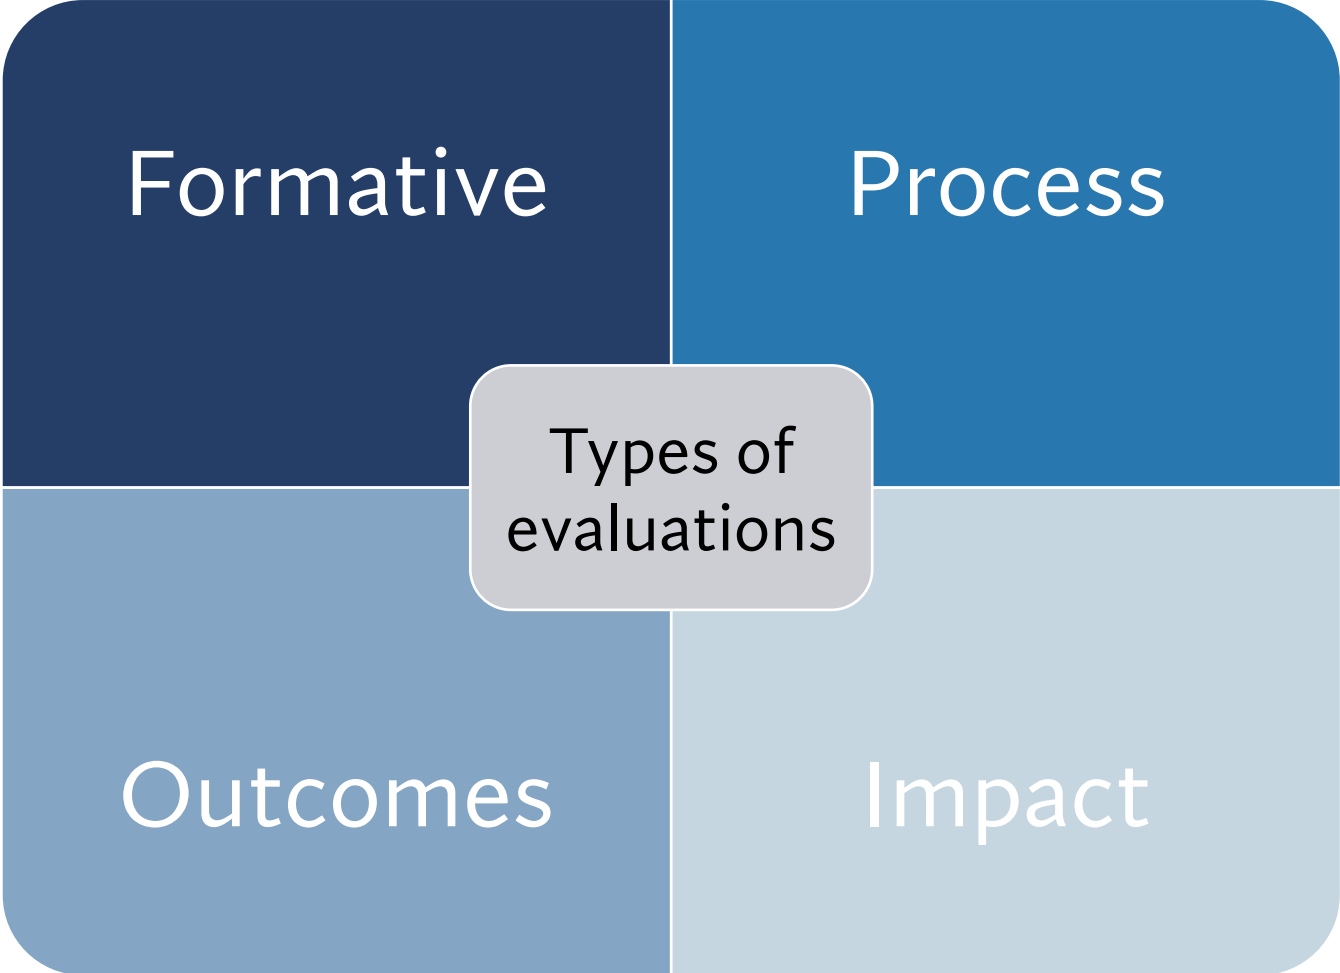 Formative
Process
Types of
evaluations
Outcomes
Impact